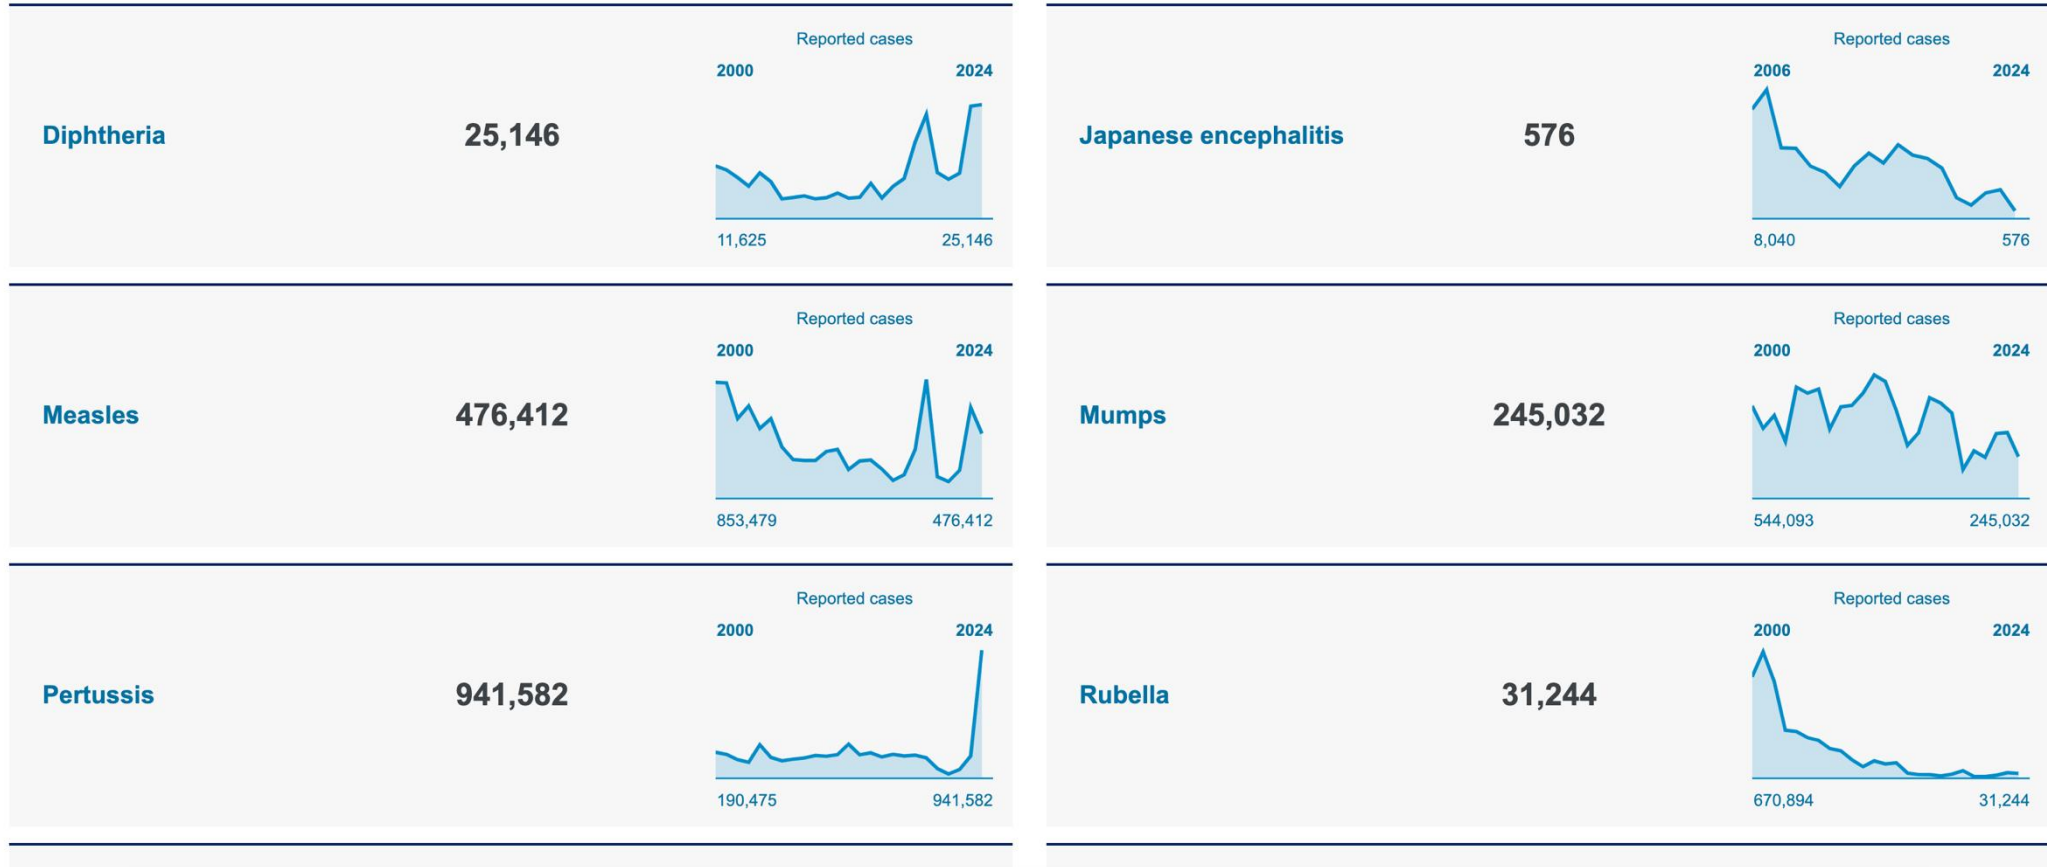 Reported cases
2000 2024
Diphtheria 25,146
11,625 25,146
Reported cases
2006 2024
Japanese encephalitis 576
8,040 576
Reported cases
2000 2024
Measles 476,412
853,479 476,412
Reported cases
2000 2024
Mumps 245,032
544,093 245,032
Reported cases
2000 2024
Pertussis 941,582
190,475 941,582
Reported cases
2000 2024
Rubella 31,244
670,894 31,244